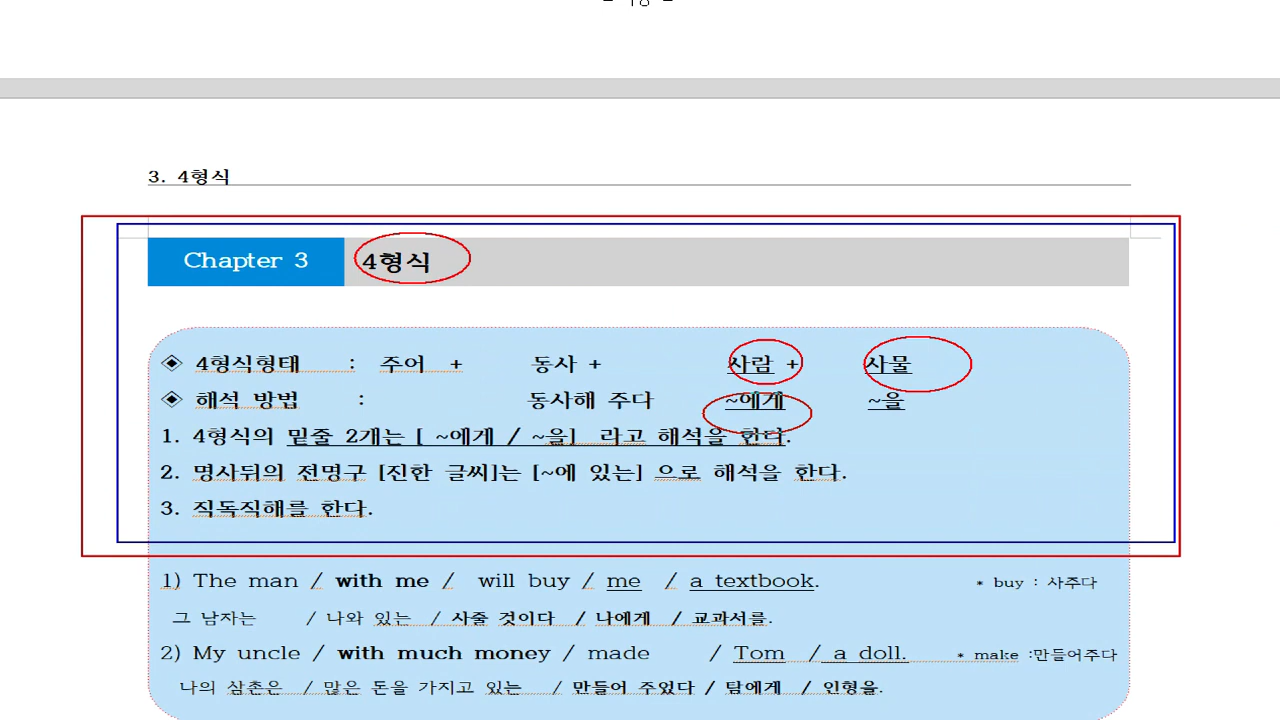 3. 4형식
Chapter 3 4형식
◈ 4형식형태 : 주어 + 동사 + 사람 + 사물
◈ 해석 방법 : 동사해 주다 ~에게 ~을
1. 4형식의 밑줄 2개는 [ ~에게 / ~을] 라고 해석을 한다.
2. 명사뒤의 전명구 [진한 글씨]는 [~에 있는] 으로 해석을 한다.
3. 직독직해를 한다.
1) The man / with me / will buy / me / a textbook. * buy : 사주다
그 남자는 / 나와 있는 / 사줄 것이다 / 나에게 / 교과서를.
2) My uncle / with much money / made / Tom / a doll. * make :만들어주다
나의 삼촌은 / 많은 돈을 가지고 있는 / 만들어 주었다 / 탐에게 / 인형을.